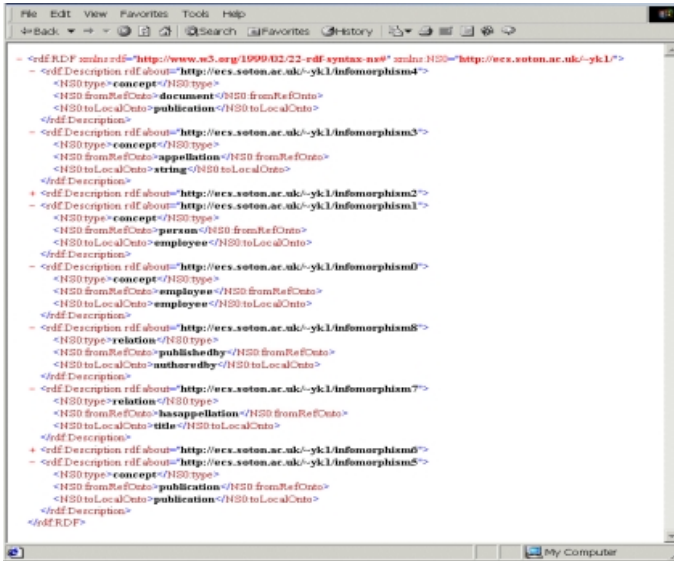 File Edit View Favorites Tools Help
Back Search Favorites History
- <rdf:RDF xmlns:rdf="http://www.w3.org/1999/02/22-rdf-syntax-ns#" xmlns:NS0="http://ecs.soton.ac.uk/~yk1/">
- <rdf:Description rdf:about="http://ecs.soton.ac.uk/~yk1/infomorphism4">
<NS0:type>concept</NS0:type>
<NS0:fromRefOnto>document</NS0:fromRefOnto>
<NS0:toLocalOnto>publication</NS0:toLocalOnto>
</rdf:Description>
- <rdf:Description rdf:about="http://ecs.soton.ac.uk/~yk1/infomorphism3">
<NS0:type>concept</NS0:type>
<NS0:fromRefOnto>appellation</NS0:fromRefOnto>
<NS0:toLocalOnto>string</NS0:toLocalOnto>
</rdf:Description>
+ <rdf:Description rdf:about="http://ecs.soton.ac.uk/~yk1/infomorphism2">
- <rdf:Description rdf:about="http://ecs.soton.ac.uk/~yk1/infomorphism1">
<NS0:type>concept</NS0:type>
<NS0:fromRefOnto>person</NS0:fromRefOnto>
<NS0:toLocalOnto>employee</NS0:toLocalOnto>
</rdf:Description>
- <rdf:Description rdf:about="http://ecs.soton.ac.uk/~yk1/infomorphism0">
<NS0:type>concept</NS0:type>
<NS0:fromRefOnto>employee</NS0:fromRefOnto>
<NS0:toLocalOnto>employee</NS0:toLocalOnto>
</rdf:Description>
- <rdf:Description rdf:about="http://ecs.soton.ac.uk/~yk1/infomorphism8">
<NS0:type>relation</NS0:type>
<NS0:fromRefOnto>publishedby</NS0:fromRefOnto>
<NS0:toLocalOnto>authoredby</NS0:toLocalOnto>
</rdf:Description>
- <rdf:Description rdf:about="http://ecs.soton.ac.uk/~yk1/infomorphism7">
<NS0:type>relation</NS0:type>
<NS0:fromRefOnto>hasappellation</NS0:fromRefOnto>
<NS0:toLocalOnto>title</NS0:toLocalOnto>
</rdf:Description>
+ <rdf:Description rdf:about="http://ecs.soton.ac.uk/~yk1/infomorphism6">
- <rdf:Description rdf:about="http://ecs.soton.ac.uk/~yk1/infomorphism5">
<NS0:type>concept</NS0:type>
<NS0:fromRefOnto>publication</NS0:fromRefOnto>
<NS0:toLocalOnto>publication</NS0:toLocalOnto>
</rdf:Description>
</rdf:RDF>
My Computer